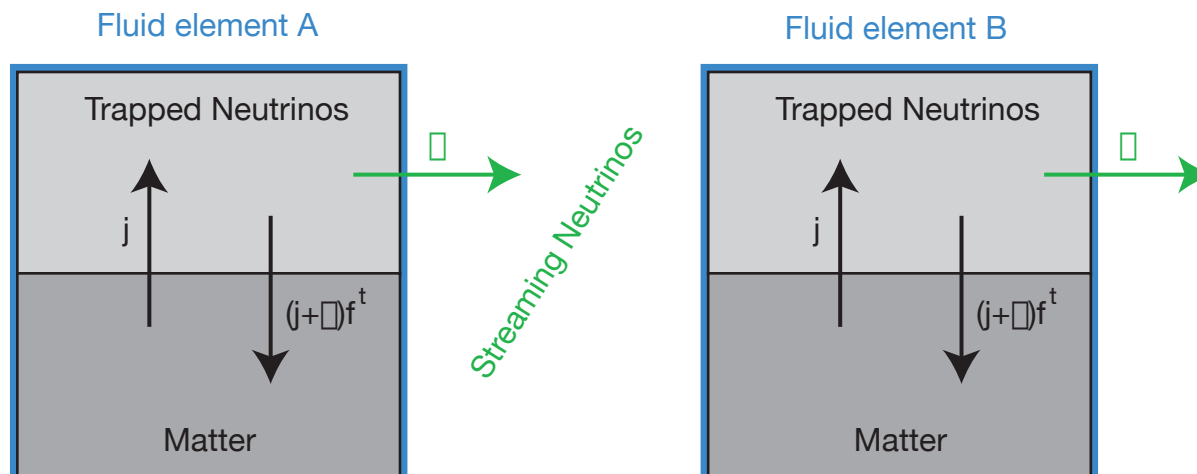 Fluid element A
Fluid element B
Trapped Neutrinos
Trapped Neutrinos
▯
▯
j
j
Streaming Neutrinos
(j+▯)f^t
(j+▯)f^t
Matter
Matter